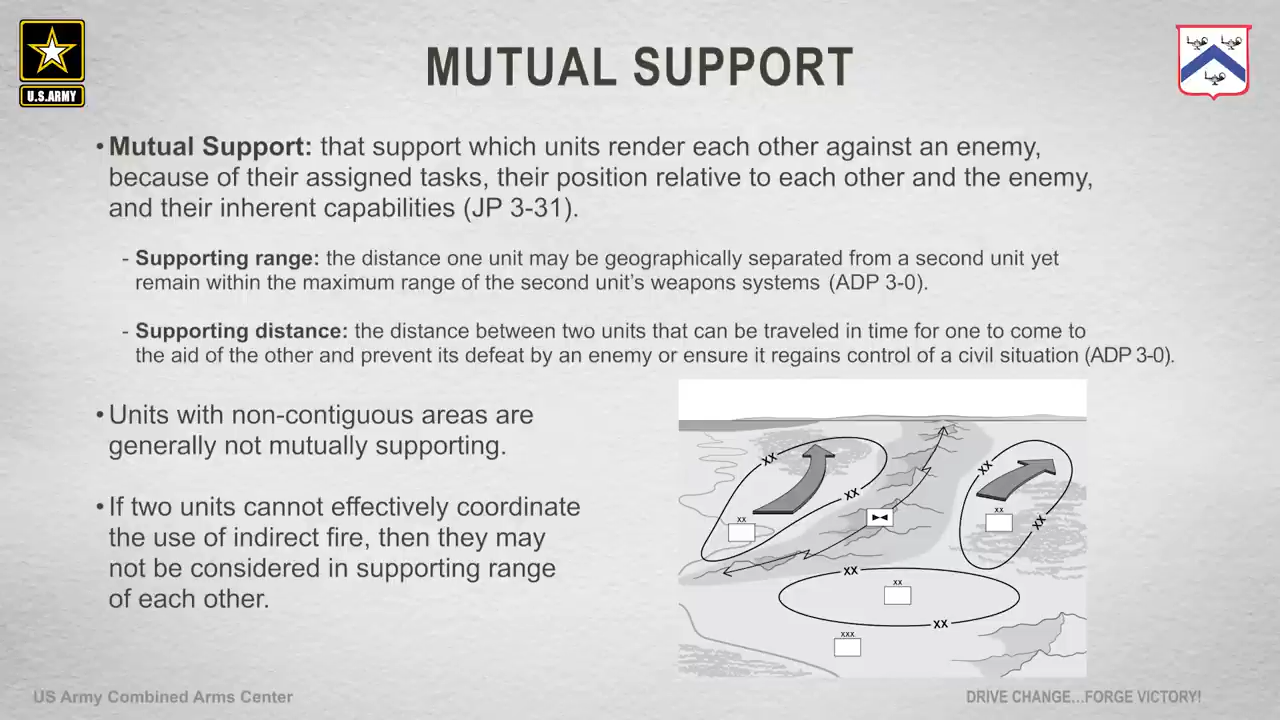 U.S.ARMY
MUTUAL SUPPORT
• Mutual Support: that support which units render each other against an enemy,
because of their assigned tasks, their position relative to each other and the enemy,
and their inherent capabilities (JP 3-31).
- Supporting range: the distance one unit may be geographically separated from a second unit yet
remain within the maximum range of the second unit’s weapons systems (ADP 3-0).
- Supporting distance: the distance between two units that can be traveled in time for one to come to
the aid of the other and prevent its defeat by an enemy or ensure it regains control of a civil situation (ADP 3-0).
• Units with non-contiguous areas are
generally not mutually supporting.
• If two units cannot effectively coordinate
the use of indirect fire, then they may
not be considered in supporting range
of each other.
XX
XX
XX
XX
XX
XX
XX
XX
XX
XXX
US Army Combined Arms Center
DRIVE CHANGE...FORGE VICTORY!